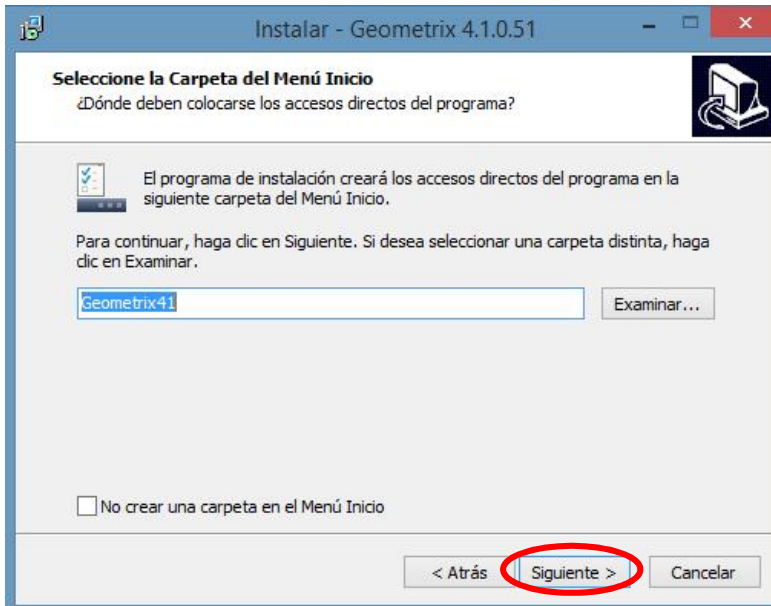 Instalar - Geometrix 4.1.0.51
Seleccione la Carpeta del Menú Inicio
¿Dónde deben colocarse los accesos directos del programa?
El programa de instalación creará los accesos directos del programa en la
siguiente carpeta del Menú Inicio.
Para continuar, haga clic en Siguiente. Si desea seleccionar una carpeta distinta, haga
clic en Examinar.
Geometrix41
Examinar...
No crear una carpeta en el Menú Inicio
< Atrás
Siguiente >
Cancelar